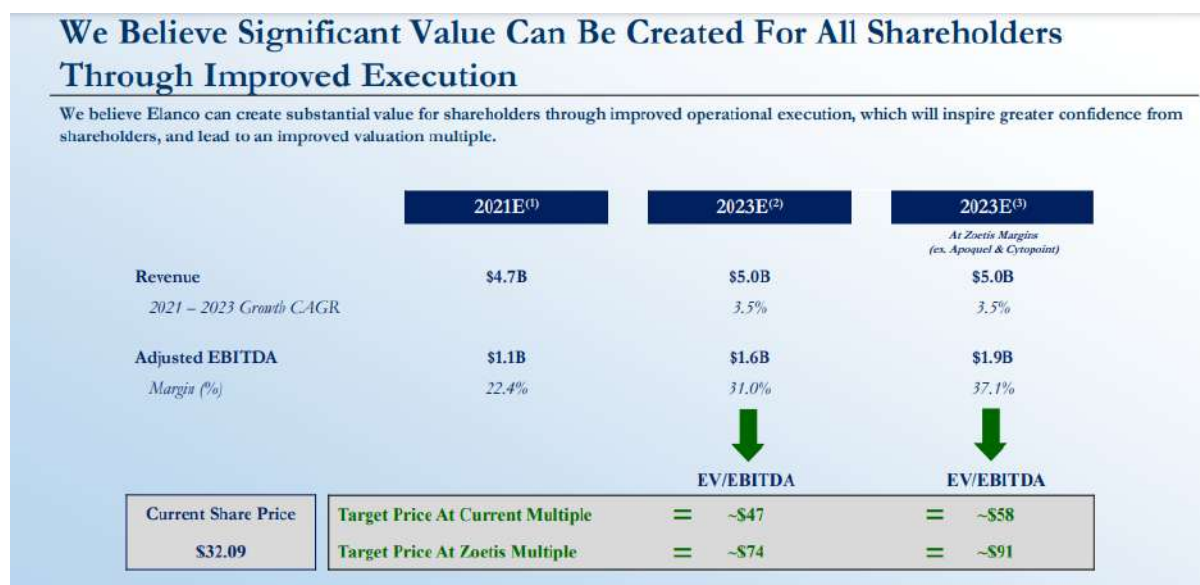 We Believe Significant Value Can Be Created For All Shareholders
Through Improved Execution
We believe Elanco can create substantial value for shareholders through improved operational execution, which will inspire greater confidence from
shareholders, and lead to an improved valuation multiple.
2021E(1) 2023E(2) 2023E(3)
At Zoetis Margins
(ex. Apoquel & Cytopoint)
Revenue $4.7B $5.0B $5.0B
2021 – 2023 Growth CAGR 3.5% 3.5%
Adjusted EBITDA $1.1B $1.6B $1.9B
Margin (%) 22.4% 31.0% 37.1%
EV/EBITDA EV/EBITDA
Current Share Price Target Price At Current Multiple = ~$47 = ~$58
$32.09 Target Price At Zoetis Multiple = ~$74 = ~$91